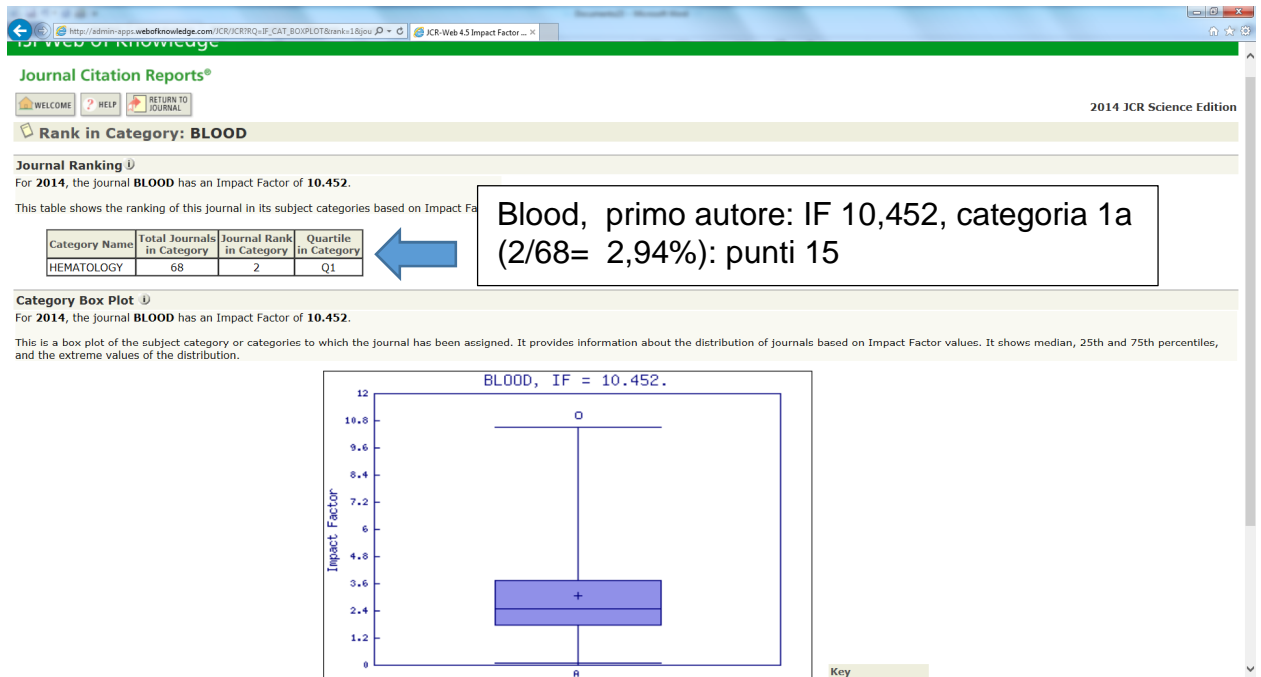 Documento2 - Microsoft Word
http://admin-apps.webofknowledge.com/JCR/JCR?RQ=IF_CAT_BOXPLOT&rank=1&jou
JCR-Web 4.5 Impact Factor ...
ISI Web of Knowledge
Journal Citation Reports®
WELCOME ? HELP RETURN TO JOURNAL
2014 JCR Science Edition
Rank in Category: BLOOD
Journal Ranking i
For 2014, the journal BLOOD has an Impact Factor of 10.452.
This table shows the ranking of this journal in its subject categories based on Impact Fa
Category Name Total Journals in Category Journal Rank in Category Quartile in Category
HEMATOLOGY 68 2 Q1
Blood, primo autore: IF 10,452, categoria 1a
(2/68= 2,94%): punti 15
Category Box Plot i
For 2014, the journal BLOOD has an Impact Factor of 10.452.
This is a box plot of the subject category or categories to which the journal has been assigned. It provides information about the distribution of journals based on Impact Factor values. It shows median, 25th and 75th percentiles,
and the extreme values of the distribution.
BLOOD, IF = 10.452.
12
10.8
9.6
8.4
7.2
6
4.8
3.6
2.4
1.2
0
Impact Factor
A
Key